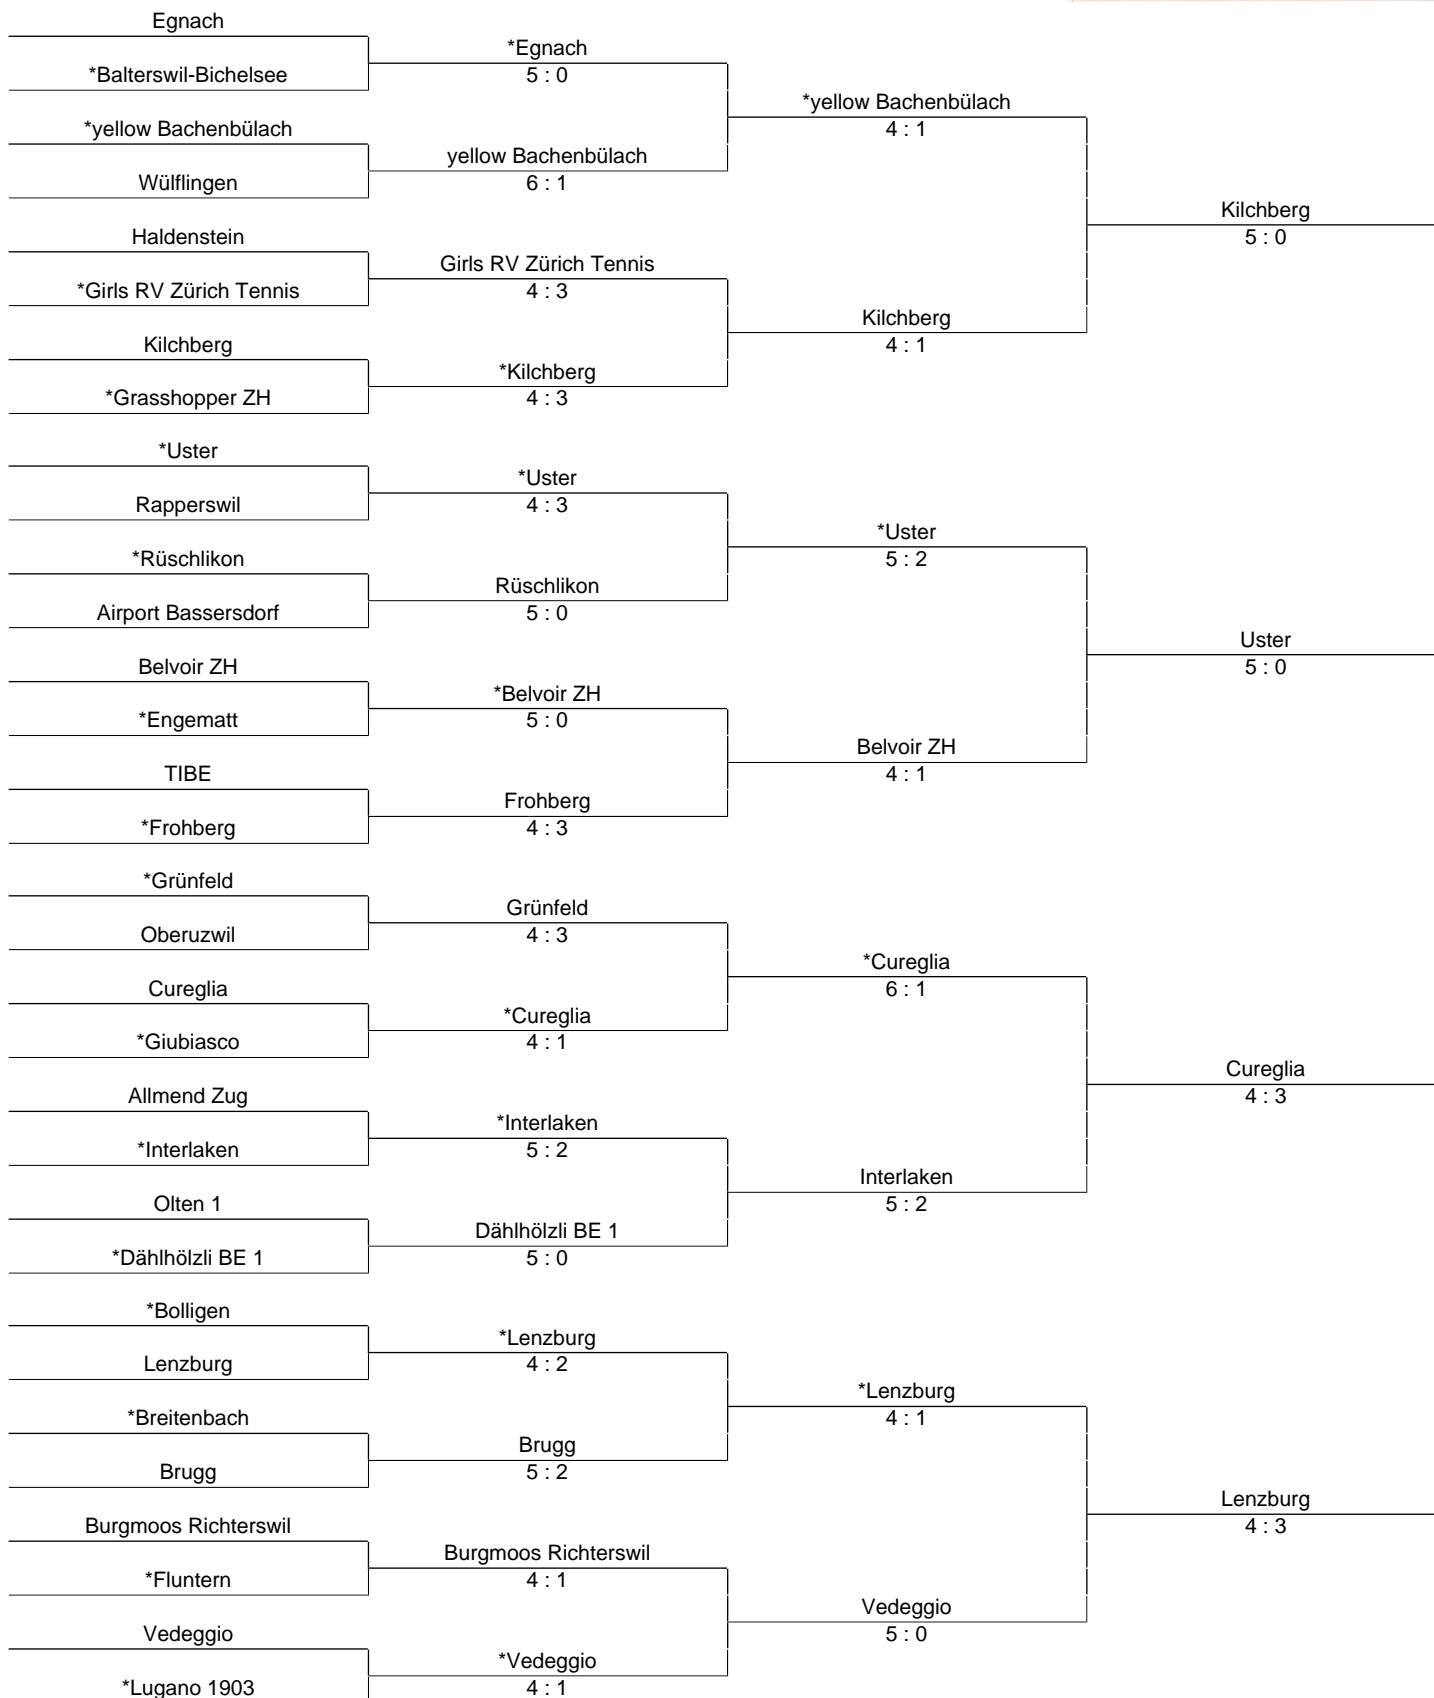 Egnach
*Balterswil-Bichelsee
*yellow Bachenbülach
Wülflingen
Haldenstein
*Girls RV Zürich Tennis
Kilchberg
*Grasshopper ZH
*Uster
Rapperswil
*Rüschlikon
Airport Bassersdorf
Belvoir ZH
*Engematt
TIBE
*Frohberg
*Grünfeld
Oberuzwil
Cureglia
*Giubiasco
Allmend Zug
*Interlaken
Olten 1
*Dählhölzli BE 1
*Bolligen
Lenzburg
*Breitenbach
Brugg
Burgmoos Richterswil
*Fluntern
Vedeggio
*Lugano 1903
*Egnach
5 : 0
yellow Bachenbülach
6 : 1
Girls RV Zürich Tennis
4 : 3
*Kilchberg
4 : 3
*Uster
4 : 3
Rüschlikon
5 : 0
*Belvoir ZH
5 : 0
Frohberg
4 : 3
Grünfeld
4 : 3
*Cureglia
4 : 1
*Interlaken
5 : 2
Dählhölzli BE 1
5 : 0
*Lenzburg
4 : 2
Brugg
5 : 2
Burgmoos Richterswil
4 : 1
*Vedeggio
4 : 1
*yellow Bachenbülach
4 : 1
Kilchberg
4 : 1
*Uster
5 : 2
Belvoir ZH
4 : 1
*Cureglia
6 : 1
Interlaken
5 : 2
*Lenzburg
4 : 1
Vedeggio
5 : 0
Kilchberg
5 : 0
Uster
5 : 0
Cureglia
4 : 3
Lenzburg
4 : 3